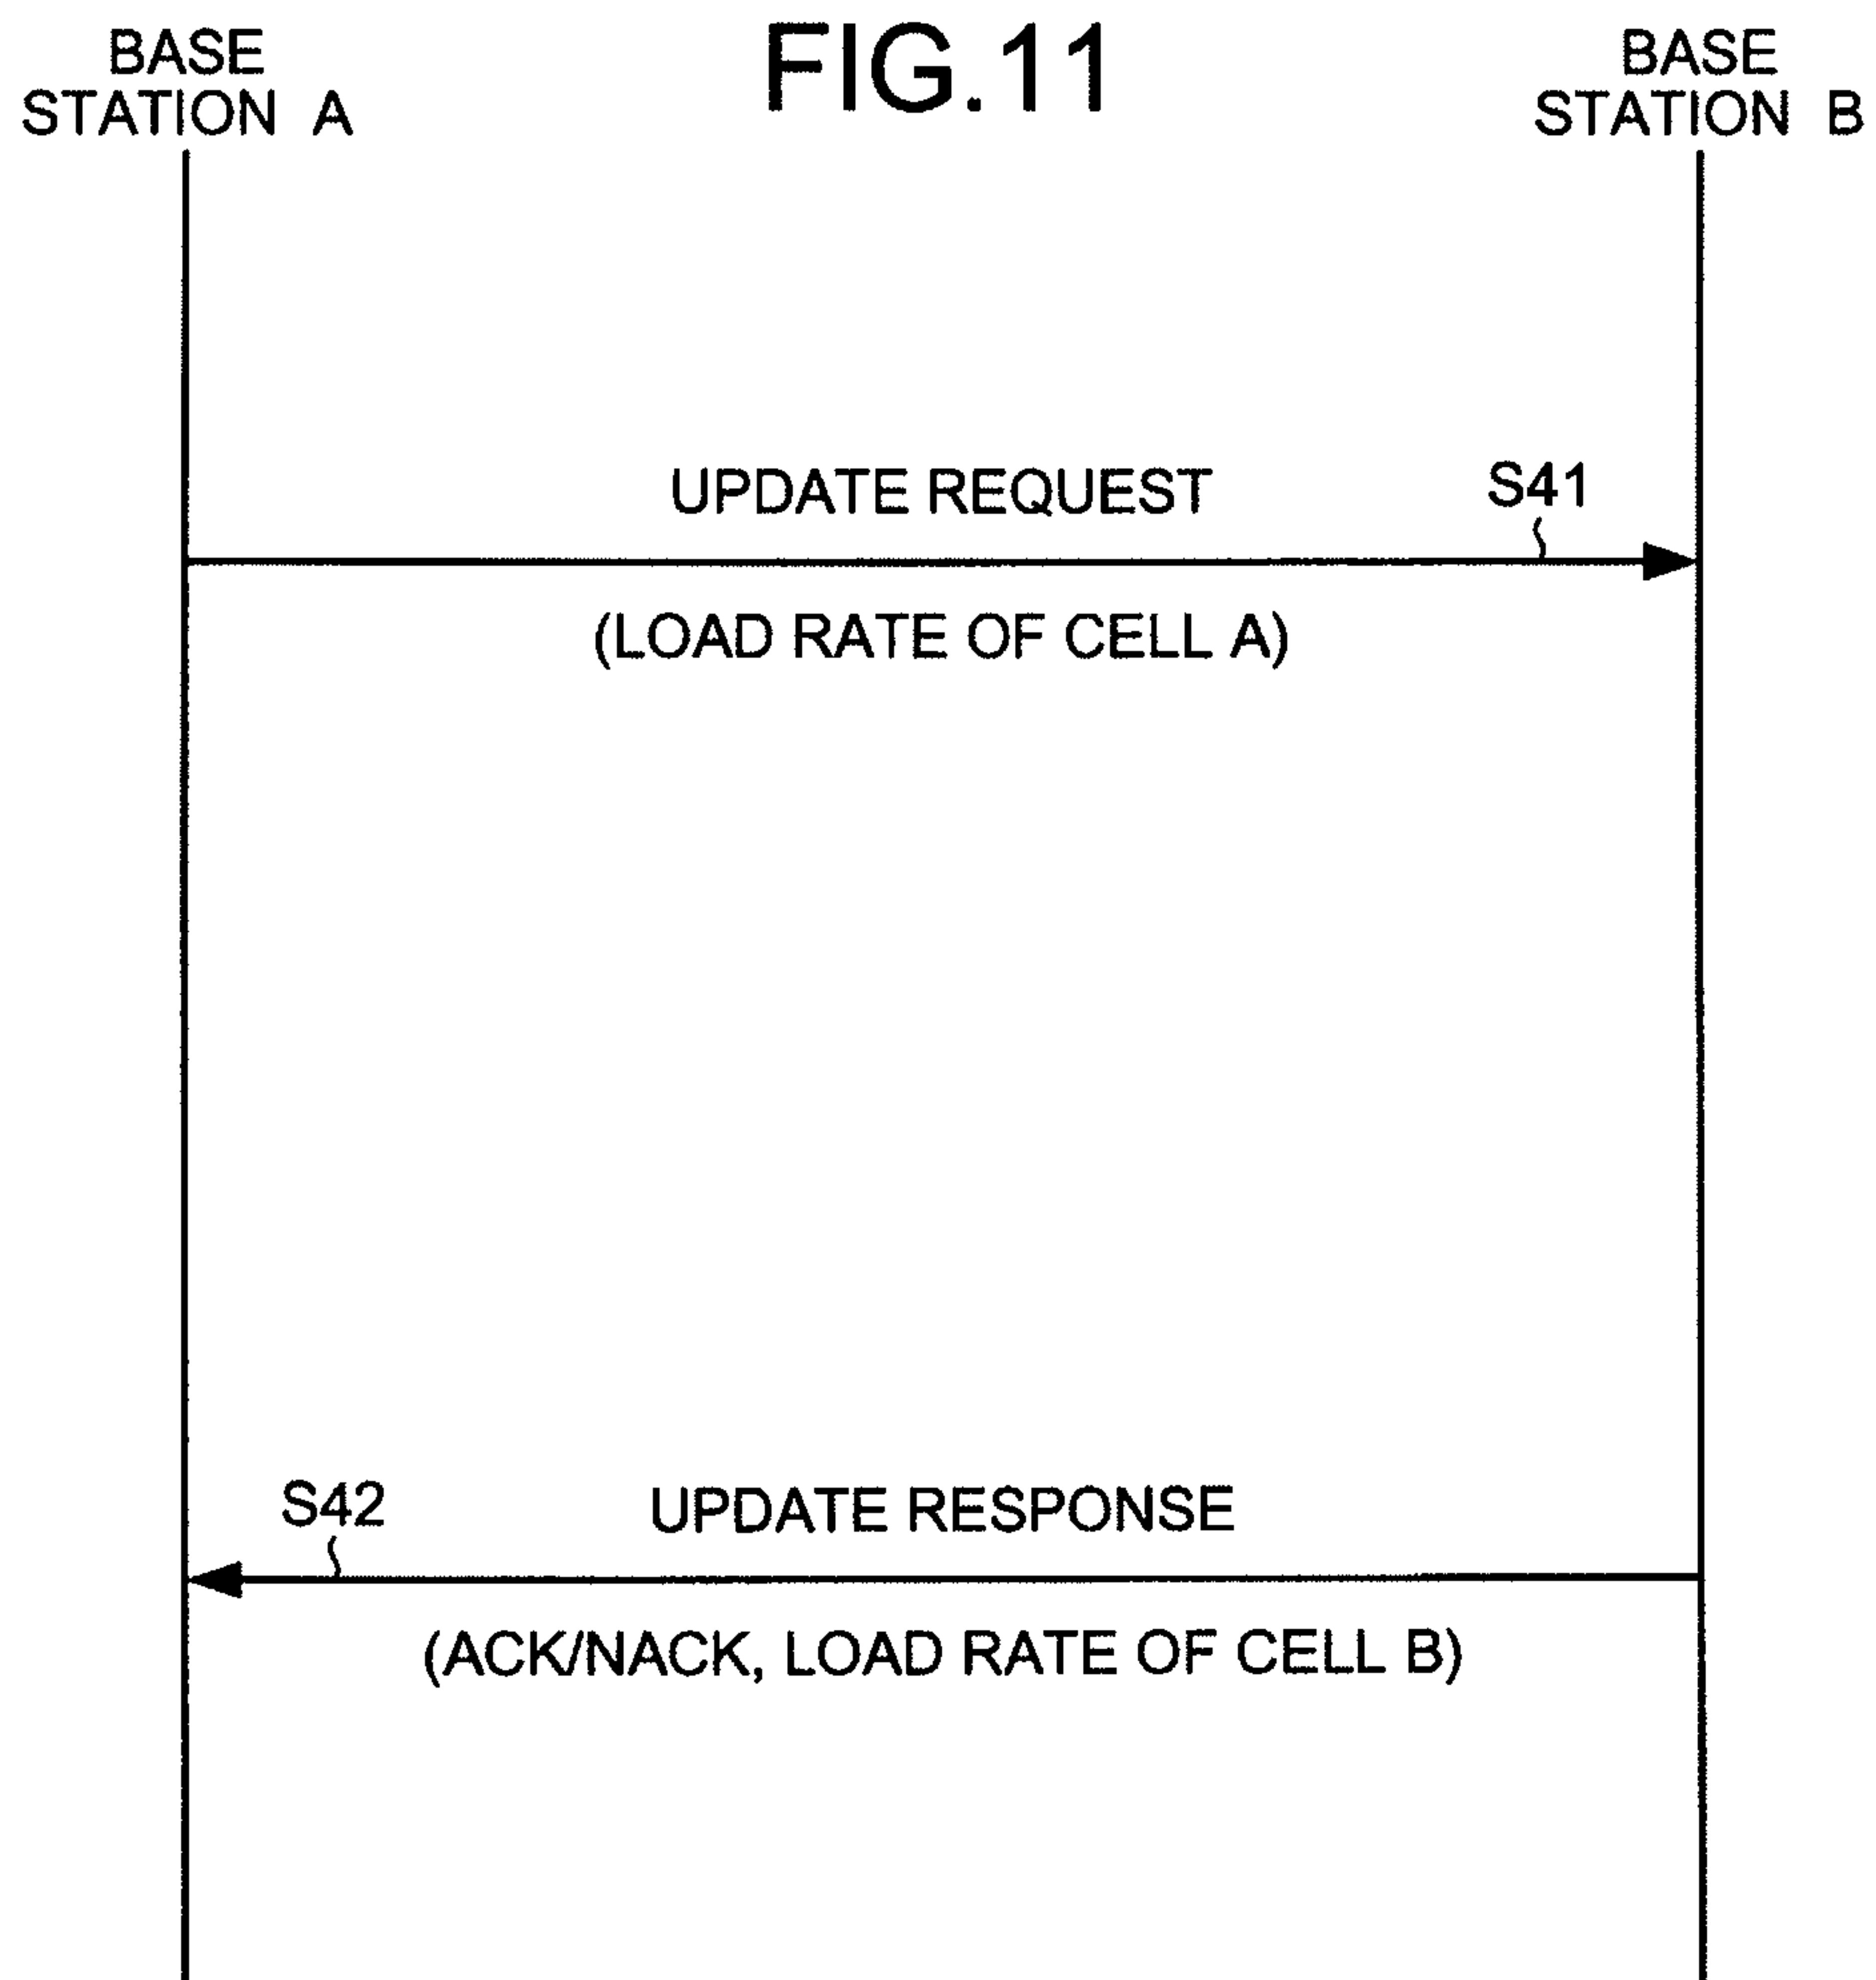 FIG.11
BASE
STATION A
BASE
STATION B
UPDATE REQUEST
S41
(LOAD RATE OF CELL A)
S42
UPDATE RESPONSE
(ACK/NACK, LOAD RATE OF CELL B)